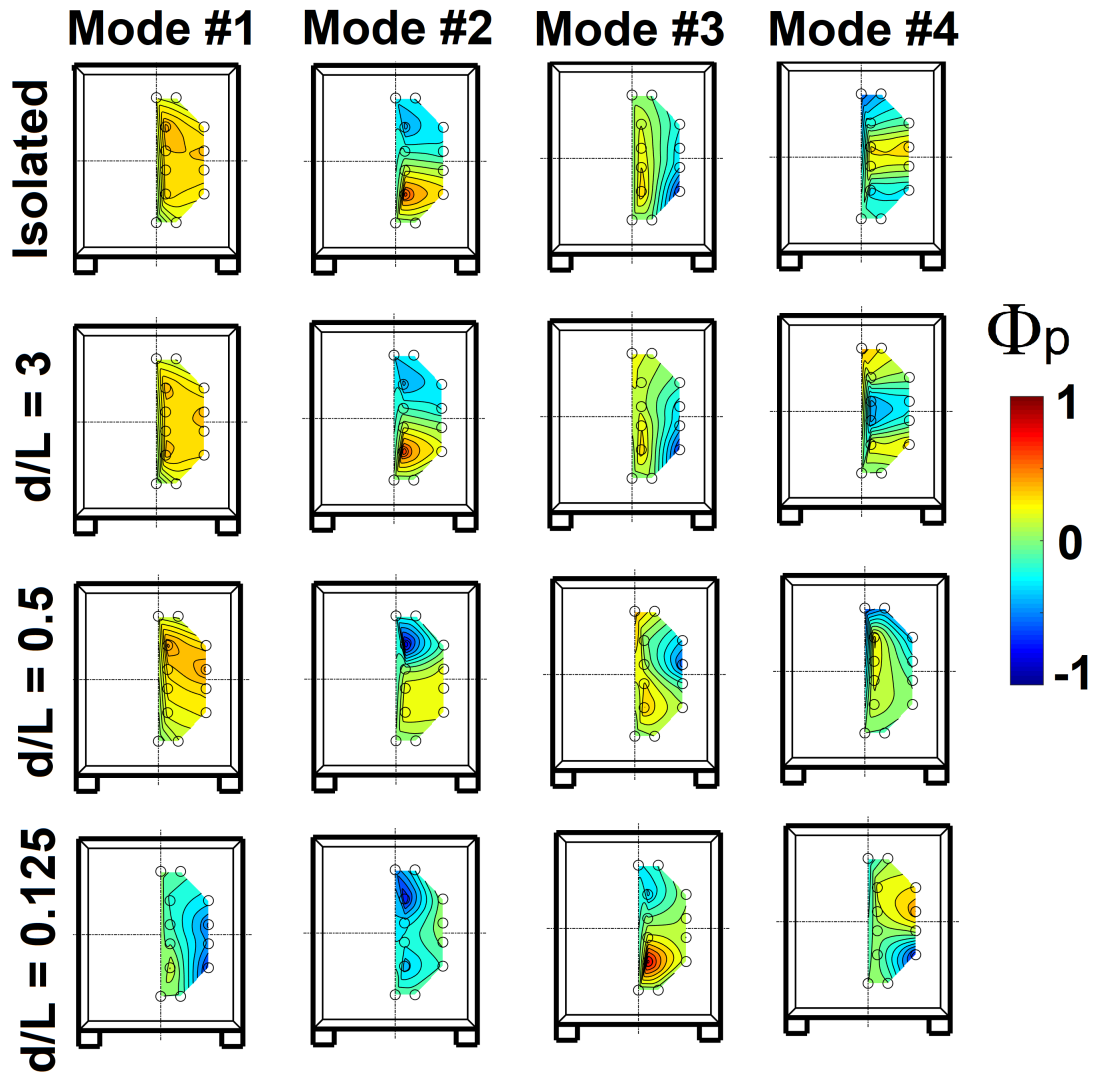 Mode #1 Mode #2 Mode #3 Mode #4
Isolated
d/L = 3
Φp
1
0
-1
d/L = 0.5
d/L = 0.125